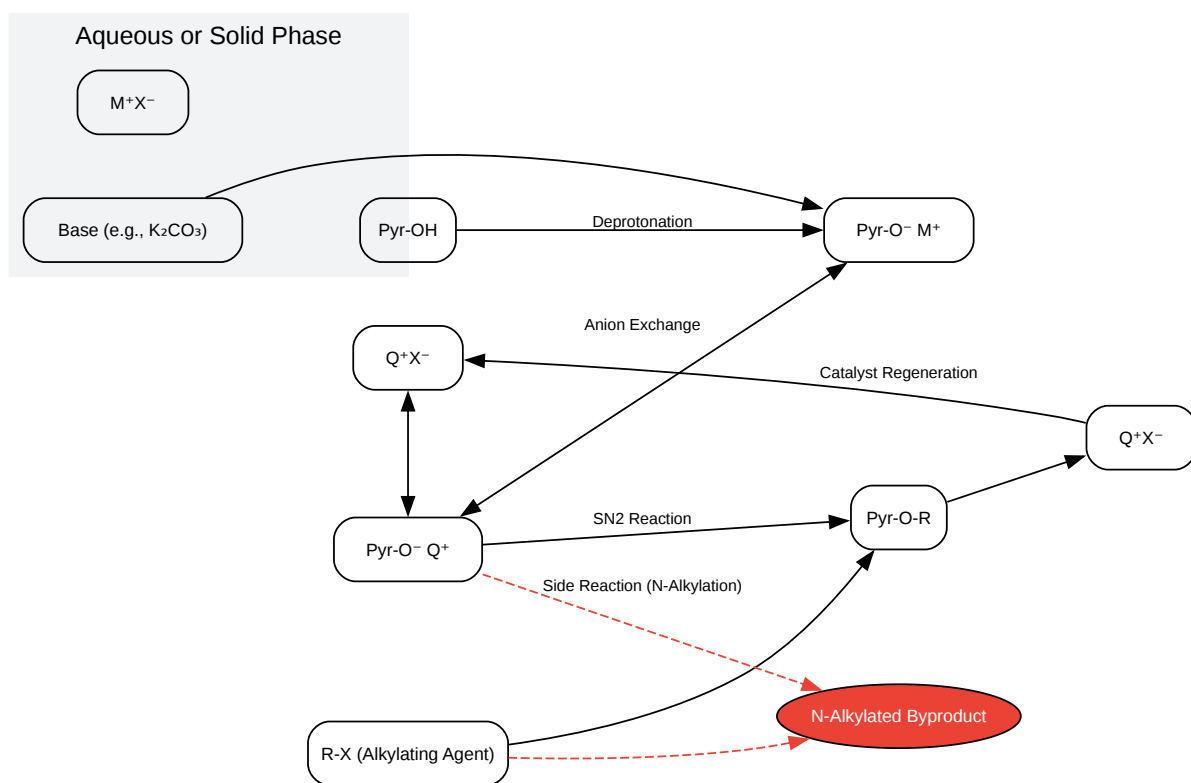 Aqueous or Solid Phase
M⁺X⁻
Base (e.g., K₂CO₃)
Pyr-OH
Deprotonation
Pyr-O⁻ M⁺
Anion Exchange
Q⁺X⁻
Catalyst Regeneration
Q⁺X⁻
Pyr-O-R
SN2 Reaction
Pyr-O⁻ Q⁺
Side Reaction (N-Alkylation)
N-Alkylated Byproduct
R-X (Alkylating Agent)